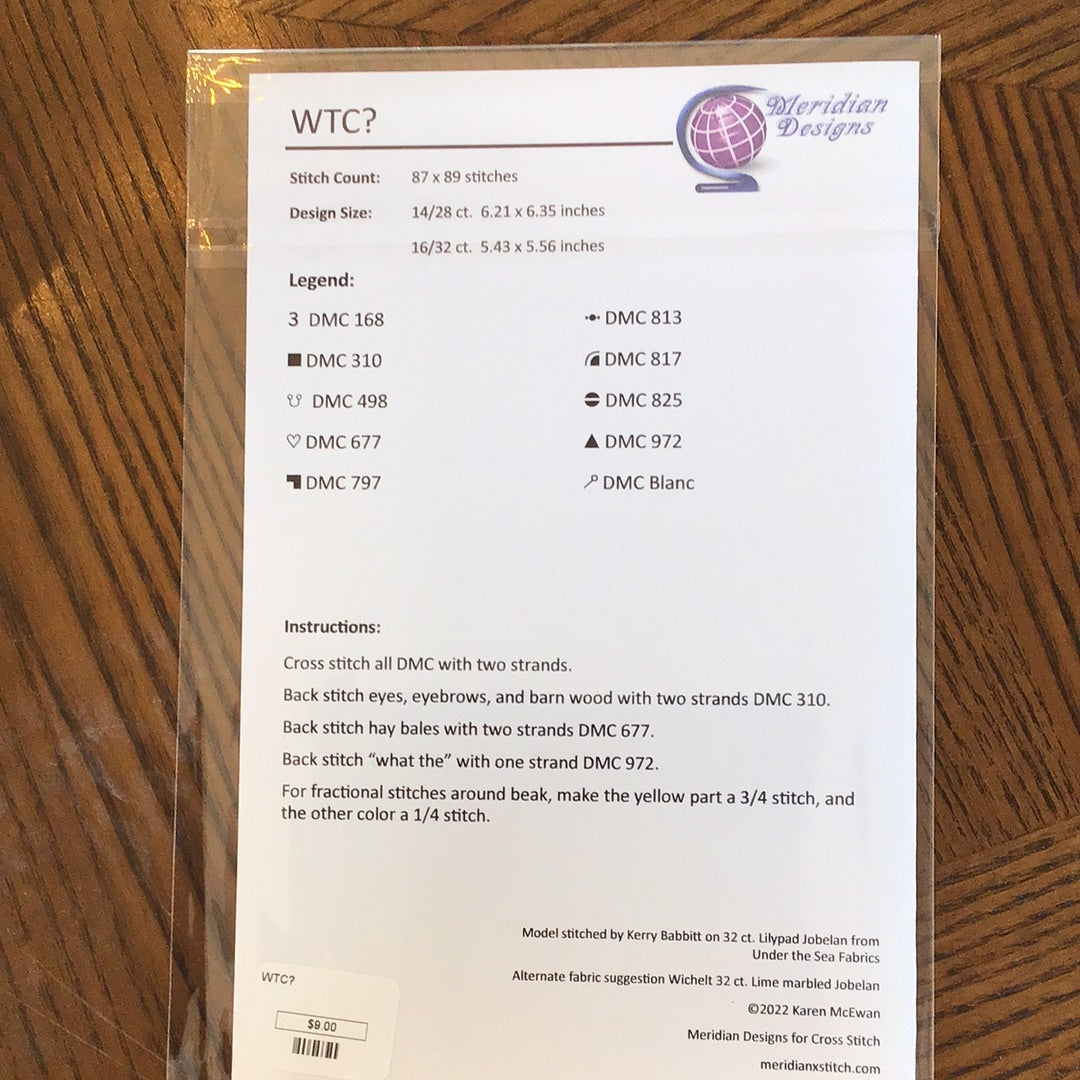 WTC?
Meridian
Designs
Stitch Count: 87 x 89 stitches
Design Size: 14/28 ct. 6.21 x 6.35 inches
16/32 ct. 5.43 x 5.56 inches
Legend:
3 DMC 168
DMC 310
DMC 498
DMC 677
DMC 797
DMC 813
DMC 817
DMC 825
DMC 972
DMC Blanc
Instructions:
Cross stitch all DMC with two strands.
Back stitch eyes, eyebrows, and barn wood with two strands DMC 310.
Back stitch hay bales with two strands DMC 677.
Back stitch “what the” with one strand DMC 972.
For fractional stitches around beak, make the yellow part a 3/4 stitch, and
the other color a 1/4 stitch.
Model stitched by Kerry Babbitt on 32 ct. Lilypad Jobelan from
Under the Sea Fabrics
Alternate fabric suggestion Wichelt 32 ct. Lime marbled Jobelan
©2022 Karen McEwan
Meridian Designs for Cross Stitch
meridianxstitch.com
WTC?
$9.00